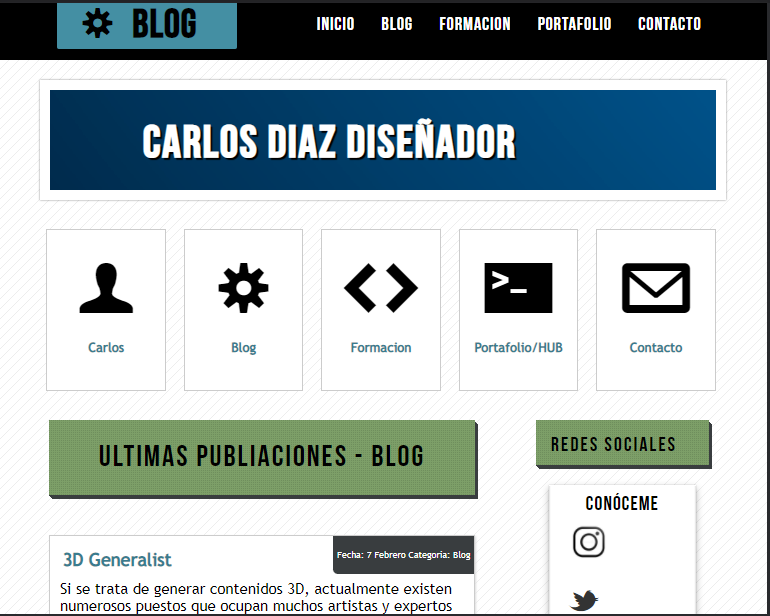 BLOG
INICIO BLOG FORMACION PORTAFOLIO CONTACTO
CARLOS DIAZ DISEÑADOR
Carlos Blog Formacion Portafolio/HUB Contacto
ULTIMAS PUBLIACIONES - BLOG
REDES SOCIALES
CONÓCEME
3D Generalist
Fecha: 7 Febrero Categoria: Blog
Si se trata de generar contenidos 3D, actualmente existen
numerosos puestos que ocupan muchos artistas y expertos